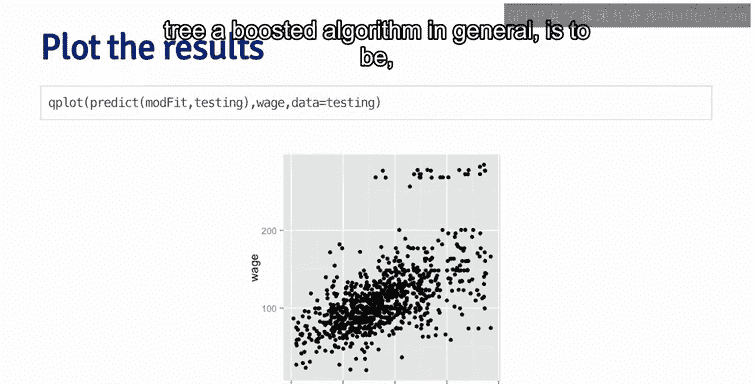 tree a boosted algorithm in general, is to
be,
Plot the results
qplot(predict(modFit,testing),wage,data=testing)
200
wage
100